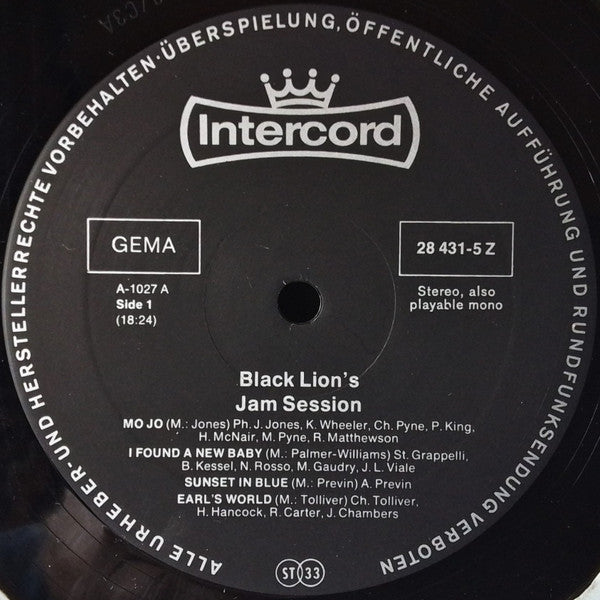 ALLE URHEBER- UND HERSTELLERRECHTE VORBEHALTEN · ÜBERSPIELUNG, ÖFFENTLICHE AUFFÜHRUNG UND RUNDFUNKSENDUNG VERBOTEN
Intercord
GEMA
28 431-5 Z
A-1027 A
Side 1
(18:24)
Stereo, also
playable mono
Black Lion's
Jam Session
MO JO (M.: Jones) Ph. J. Jones, K. Wheeler, Ch. Pyne, P. King,
H. McNair, M. Pyne, R. Matthewson
I FOUND A NEW BABY (M.: Palmer-Williams) St. Grappelli,
B. Kessel, N. Rosso, M. Gaudry, J. L. Viale
SUNSET IN BLUE (M.: Previn) A. Previn
EARL'S WORLD (M.: Tolliver) Ch. Tolliver,
H. Hancock, R. Carter, J. Chambers
ST 33